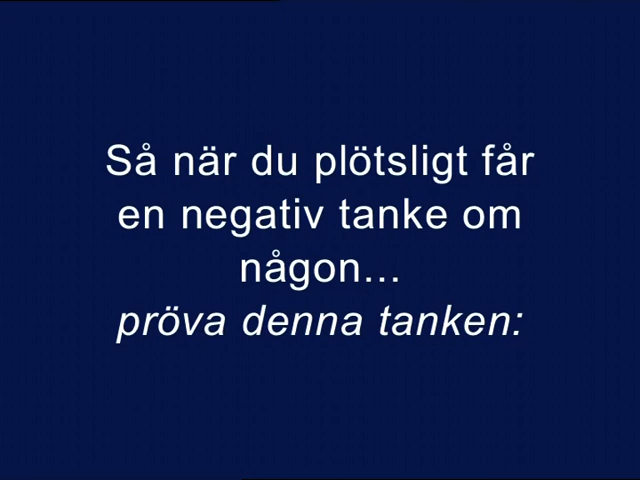 Så när du plötsligt får
en negativ tanke om
någon...
pröva denna tanken: